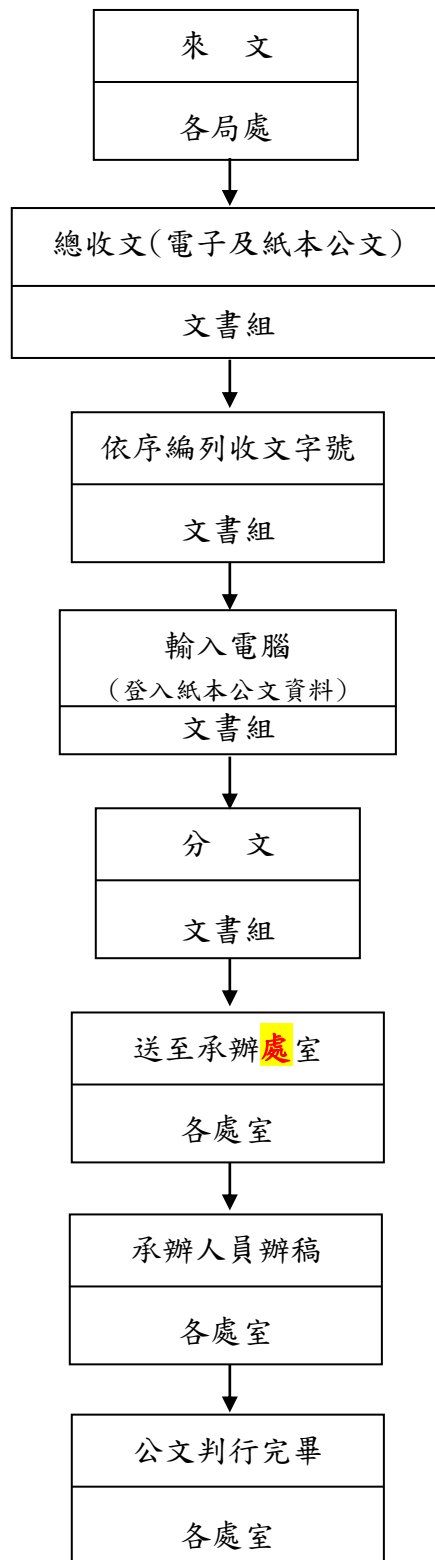 來　文
各局處
總收文(電子及紙本公文)
文書組
依序編列收文字號
文書組
輸入電腦
(登入紙本公文資料)
文書組
分　文
文書組
送至承辦處室
各處室
承辦人員辦稿
各處室
公文判行完畢
各處室